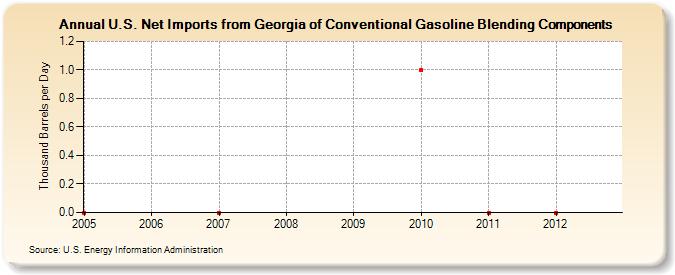 Annual U.S. Net Imports from Georgia of Conventional Gasoline Blending Components
Thousand Barrels per Day
1.2
1.0
0.8
0.6
0.4
0.2
0.0
2005 2006 2007 2008 2009 2010 2011 2012
Source: U.S. Energy Information Administration